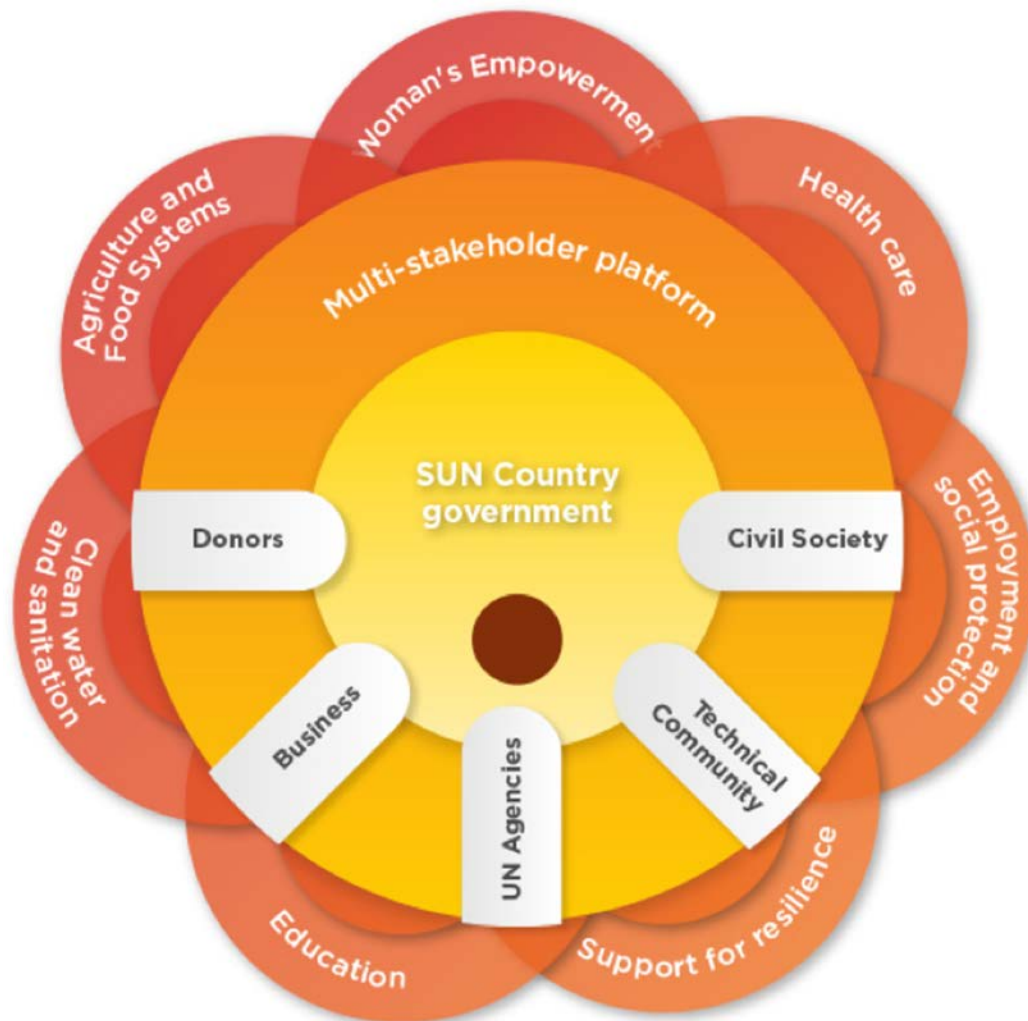 Woman's Empowerment
Health care
Agriculture and
Food Systems
Multi-stakeholder platform
SUN Country
government
Donors
Civil Society
Employment and
social protection
Clean water
and sanitation
Business
UN Agencies
Technical
Community
Education
Support for resilience